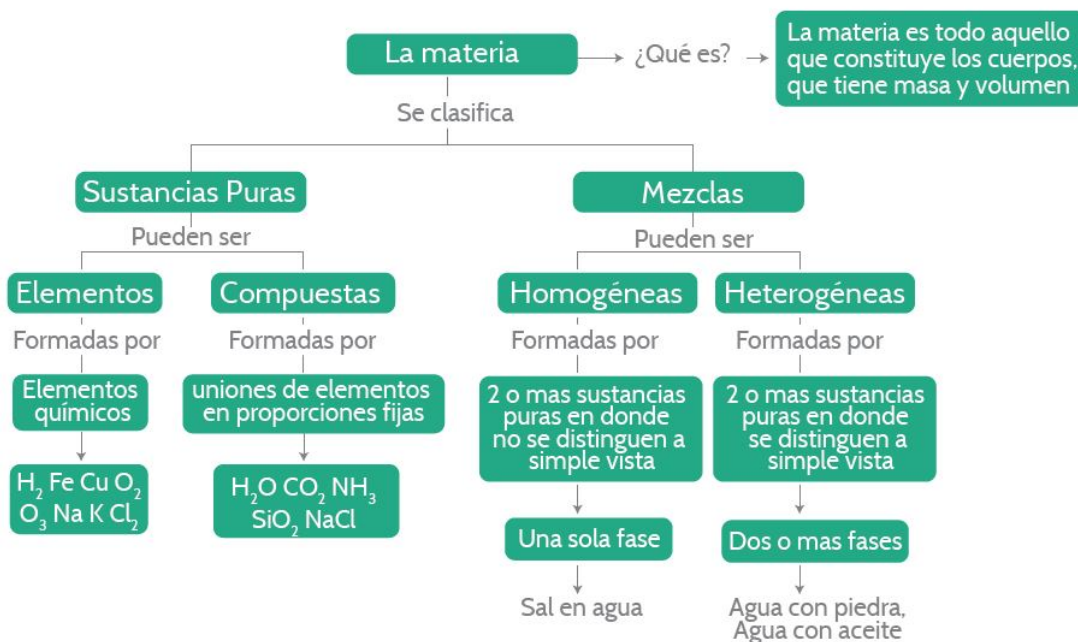 La materia
¿Qué es?
La materia es todo aquello
que constituye los cuerpos,
que tiene masa y volumen
Se clasifica
Sustancias Puras
Pueden ser
Elementos
Formadas por
Elementos
químicos
H₂ Fe Cu O₂
O₃ Na K Cl₂
Compuestas
Formadas por
uniones de elementos
en proporciones fijas
H₂O CO₂ NH₃
SiO₂ NaCl
Mezclas
Pueden ser
Homogéneas
Formadas por
2 o mas sustancias
puras en donde
no se distinguen a
simple vista
Una sola fase
Sal en agua
Heterogéneas
Formadas por
2 o mas sustancias
puras en donde
se distinguen a
simple vista
Dos o mas fases
Agua con piedra,
Agua con aceite